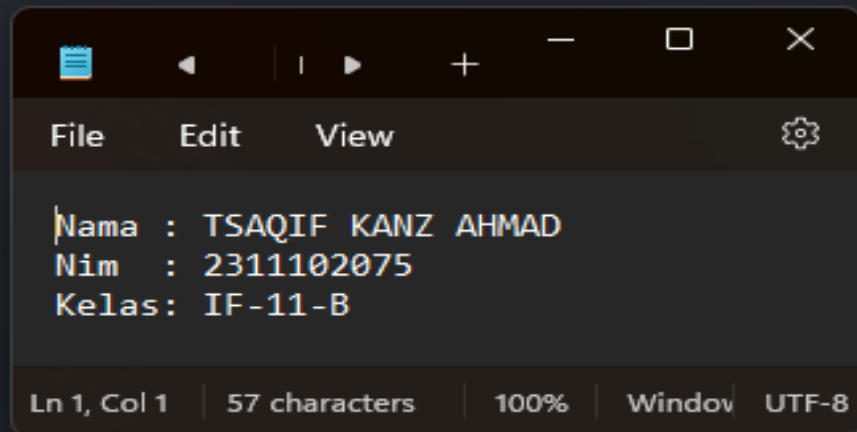 File Edit View
Nama : TSAQIF KANZ AHMAD
Nim  : 2311102075
Kelas: IF-11-B
Ln 1, Col 1 57 characters 100% Window UTF-8